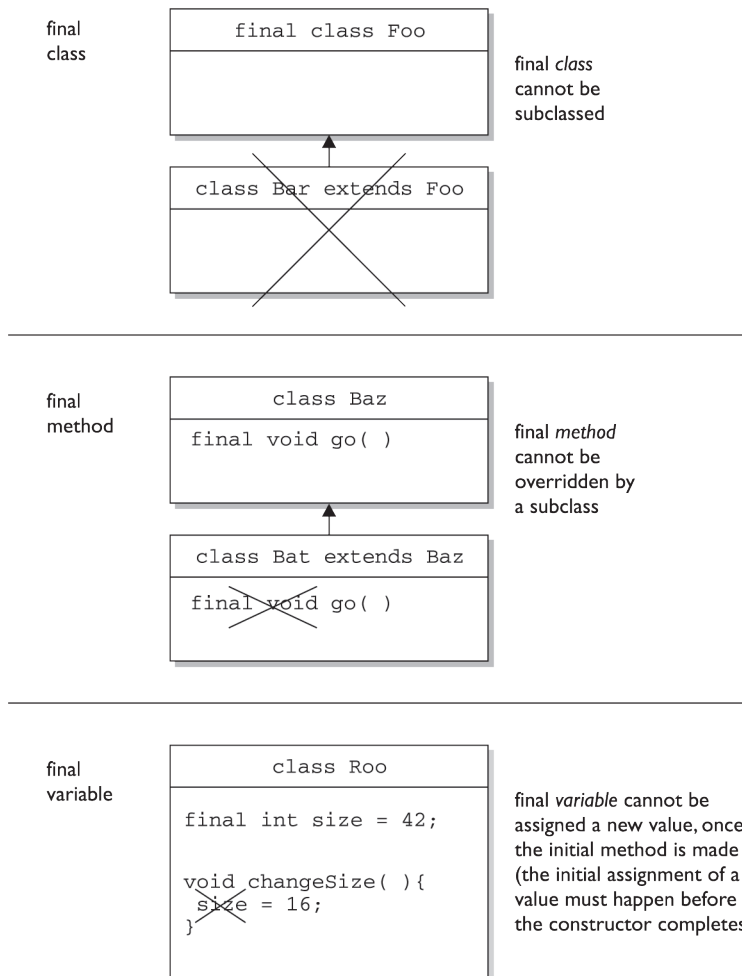 final
class
final class Foo
class Bar extends Foo
final class
cannot be
subclassed
final
method
class Baz
final void go( )
class Bat extends Baz
final void go( )
final method
cannot be
overridden by
a subclass
final
variable
class Roo
final int size = 42;
void changeSize( ){
size = 16;
}
final variable cannot be
assigned a new value, once
the initial method is made
(the initial assignment of a
value must happen before
the constructor completes